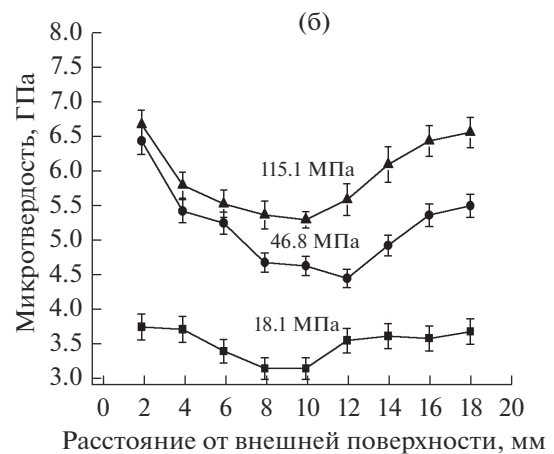 (б)
Микротвердость, ГПа
8.0
7.5
7.0
6.5
6.0
5.5
5.0
4.5
4.0
3.5
3.0
115.1 МПа
46.8 МПа
18.1 МПа
0 2 4 6 8 10 12 14 16 18 20
Расстояние от внешней поверхности, мм